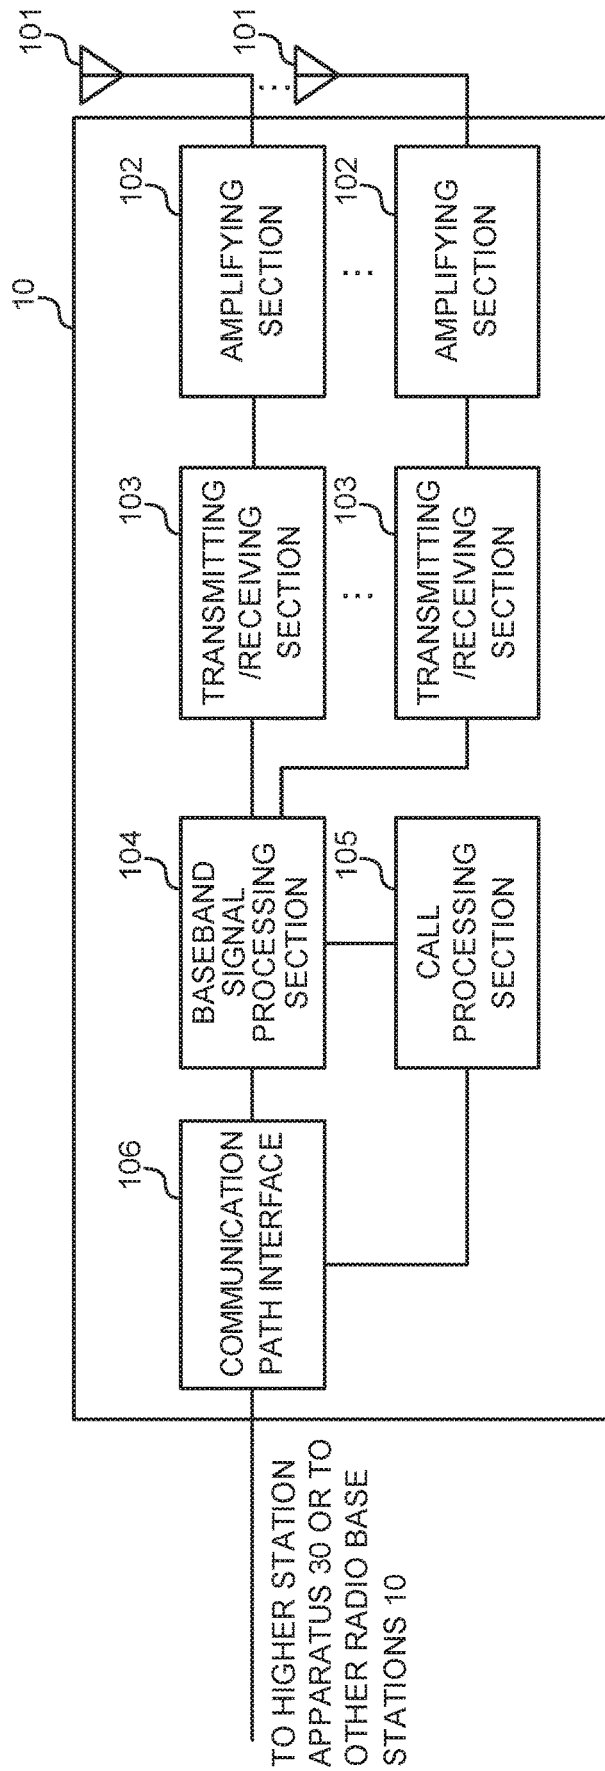 10
101
101
102
AMPLIFYING
SECTION
102
AMPLIFYING
SECTION
...
103
TRANSMITTING
/RECEIVING
SECTION
103
TRANSMITTING
/RECEIVING
SECTION
...
104
BASEBAND
SIGNAL
PROCESSING
SECTION
105
CALL
PROCESSING
SECTION
106
COMMUNICATION
PATH INTERFACE
TO HIGHER STATION
APPARATUS 30 OR TO
OTHER RADIO BASE
STATIONS 10